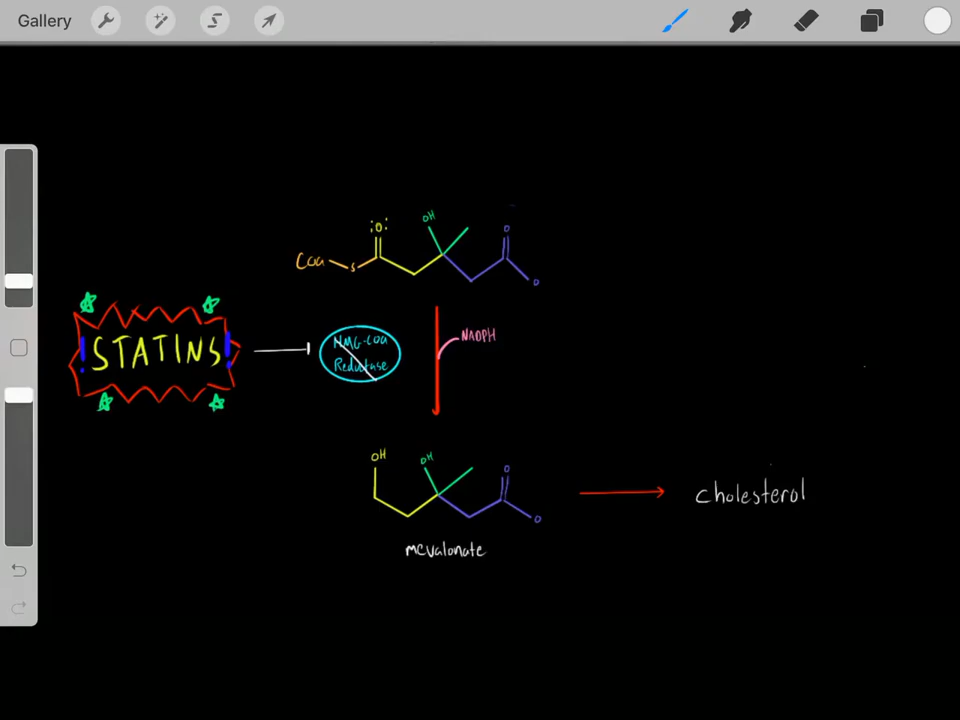 Gallery
:O:
OH
O
Coa
S
O
! STATINS !
HMG-Coa
Reductase
NADPH
OH
OH
O
O
cholesterol
mevalonate